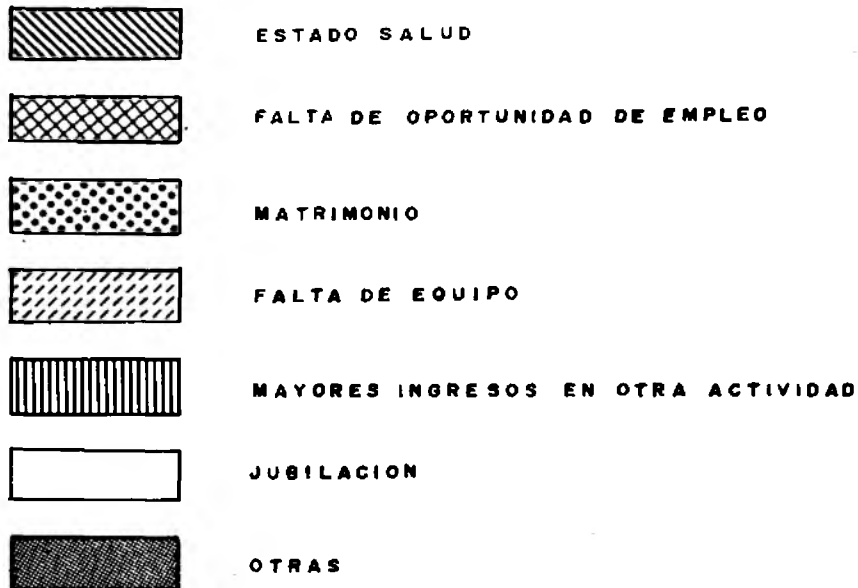 ESTADO SALUD
FALTA DE OPORTUNIDAD DE EMPLEO
MATRIMONIO
FALTA DE EQUIPO
MAYORES INGRESOS EN OTRA ACTIVIDAD
JUBILACION
OTRAS